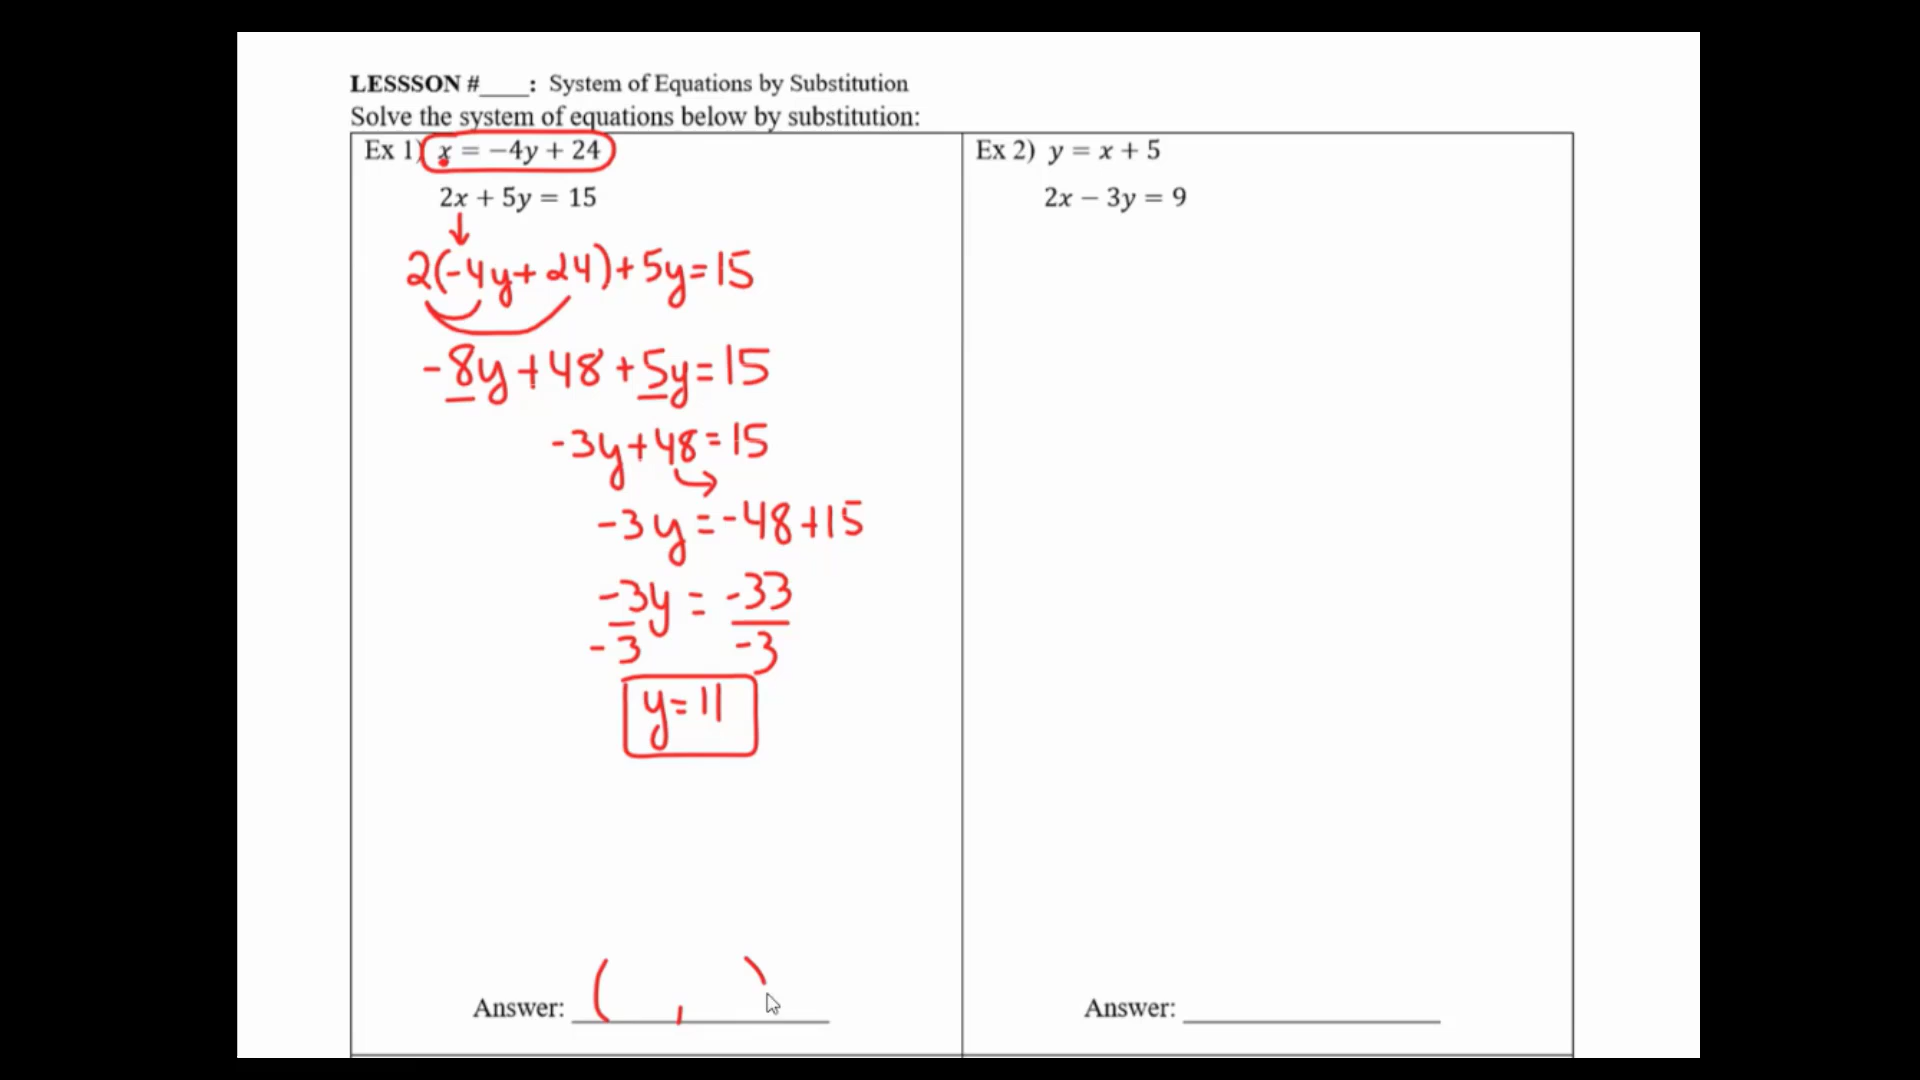 LESSSON #____: System of Equations by Substitution
Solve the system of equations below by substitution:
Ex 1) x = −4y + 24
2x + 5y = 15
2(-4y+24)+5y=15
-8y+48+5y=15
-3y+48=15
-3y=-48+15
-3y = -33
-3 -3
y=11
Answer: ( , )
Ex 2) y = x + 5
2x − 3y = 9
Answer: ____